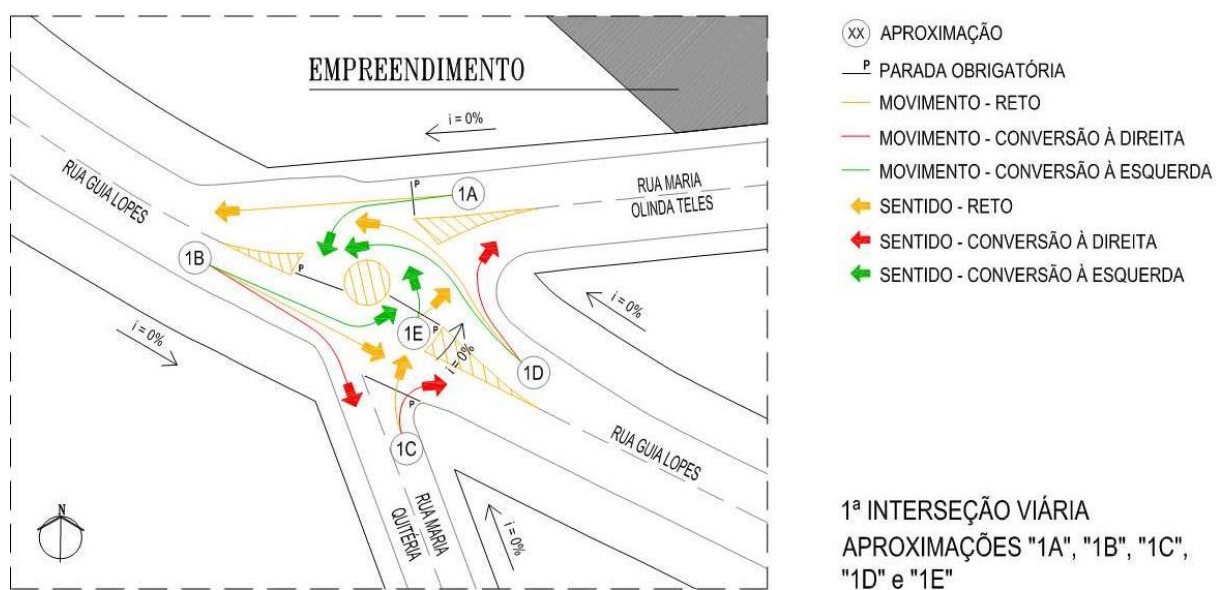 EMPREENDIMENTO
i = 0%
RUA GUIA LOPES
P
1A
RUA MARIA
OLINDA TELES
1B
P
i = 0%
1E
P
i = 0%
i = 0%
1D
P
1C
RUA GUIA LOPES
RUA MARIA
QUITÉRIA
i = 0%
N
XX APROXIMAÇÃO
P PARADA OBRIGATÓRIA
MOVIMENTO - RETO
MOVIMENTO - CONVERSÃO À DIREITA
MOVIMENTO - CONVERSÃO À ESQUERDA
SENTIDO - RETO
SENTIDO - CONVERSÃO À DIREITA
SENTIDO - CONVERSÃO À ESQUERDA
1ª INTERSEÇÃO VIÁRIA
APROXIMAÇÕES "1A", "1B", "1C",
"1D" e "1E"